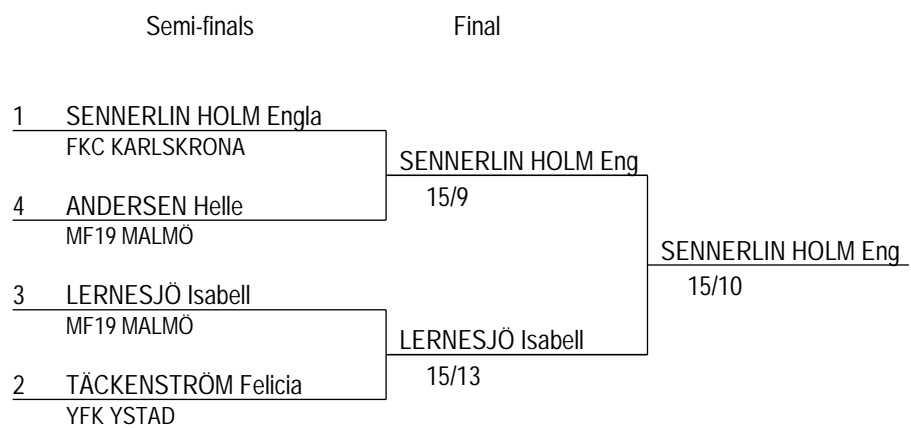 Semi-finals Final
1 SENNERLIN HOLM Engla
FKC KARLSKRONA
SENNERLIN HOLM Eng
15/9
4 ANDERSEN Helle
MF19 MALMÖ
SENNERLIN HOLM Eng
15/10
3 LERNESJÖ Isabell
MF19 MALMÖ
LERNESJÖ Isabell
15/13
2 TÄCKENSTRÖM Felicia
YFK YSTAD